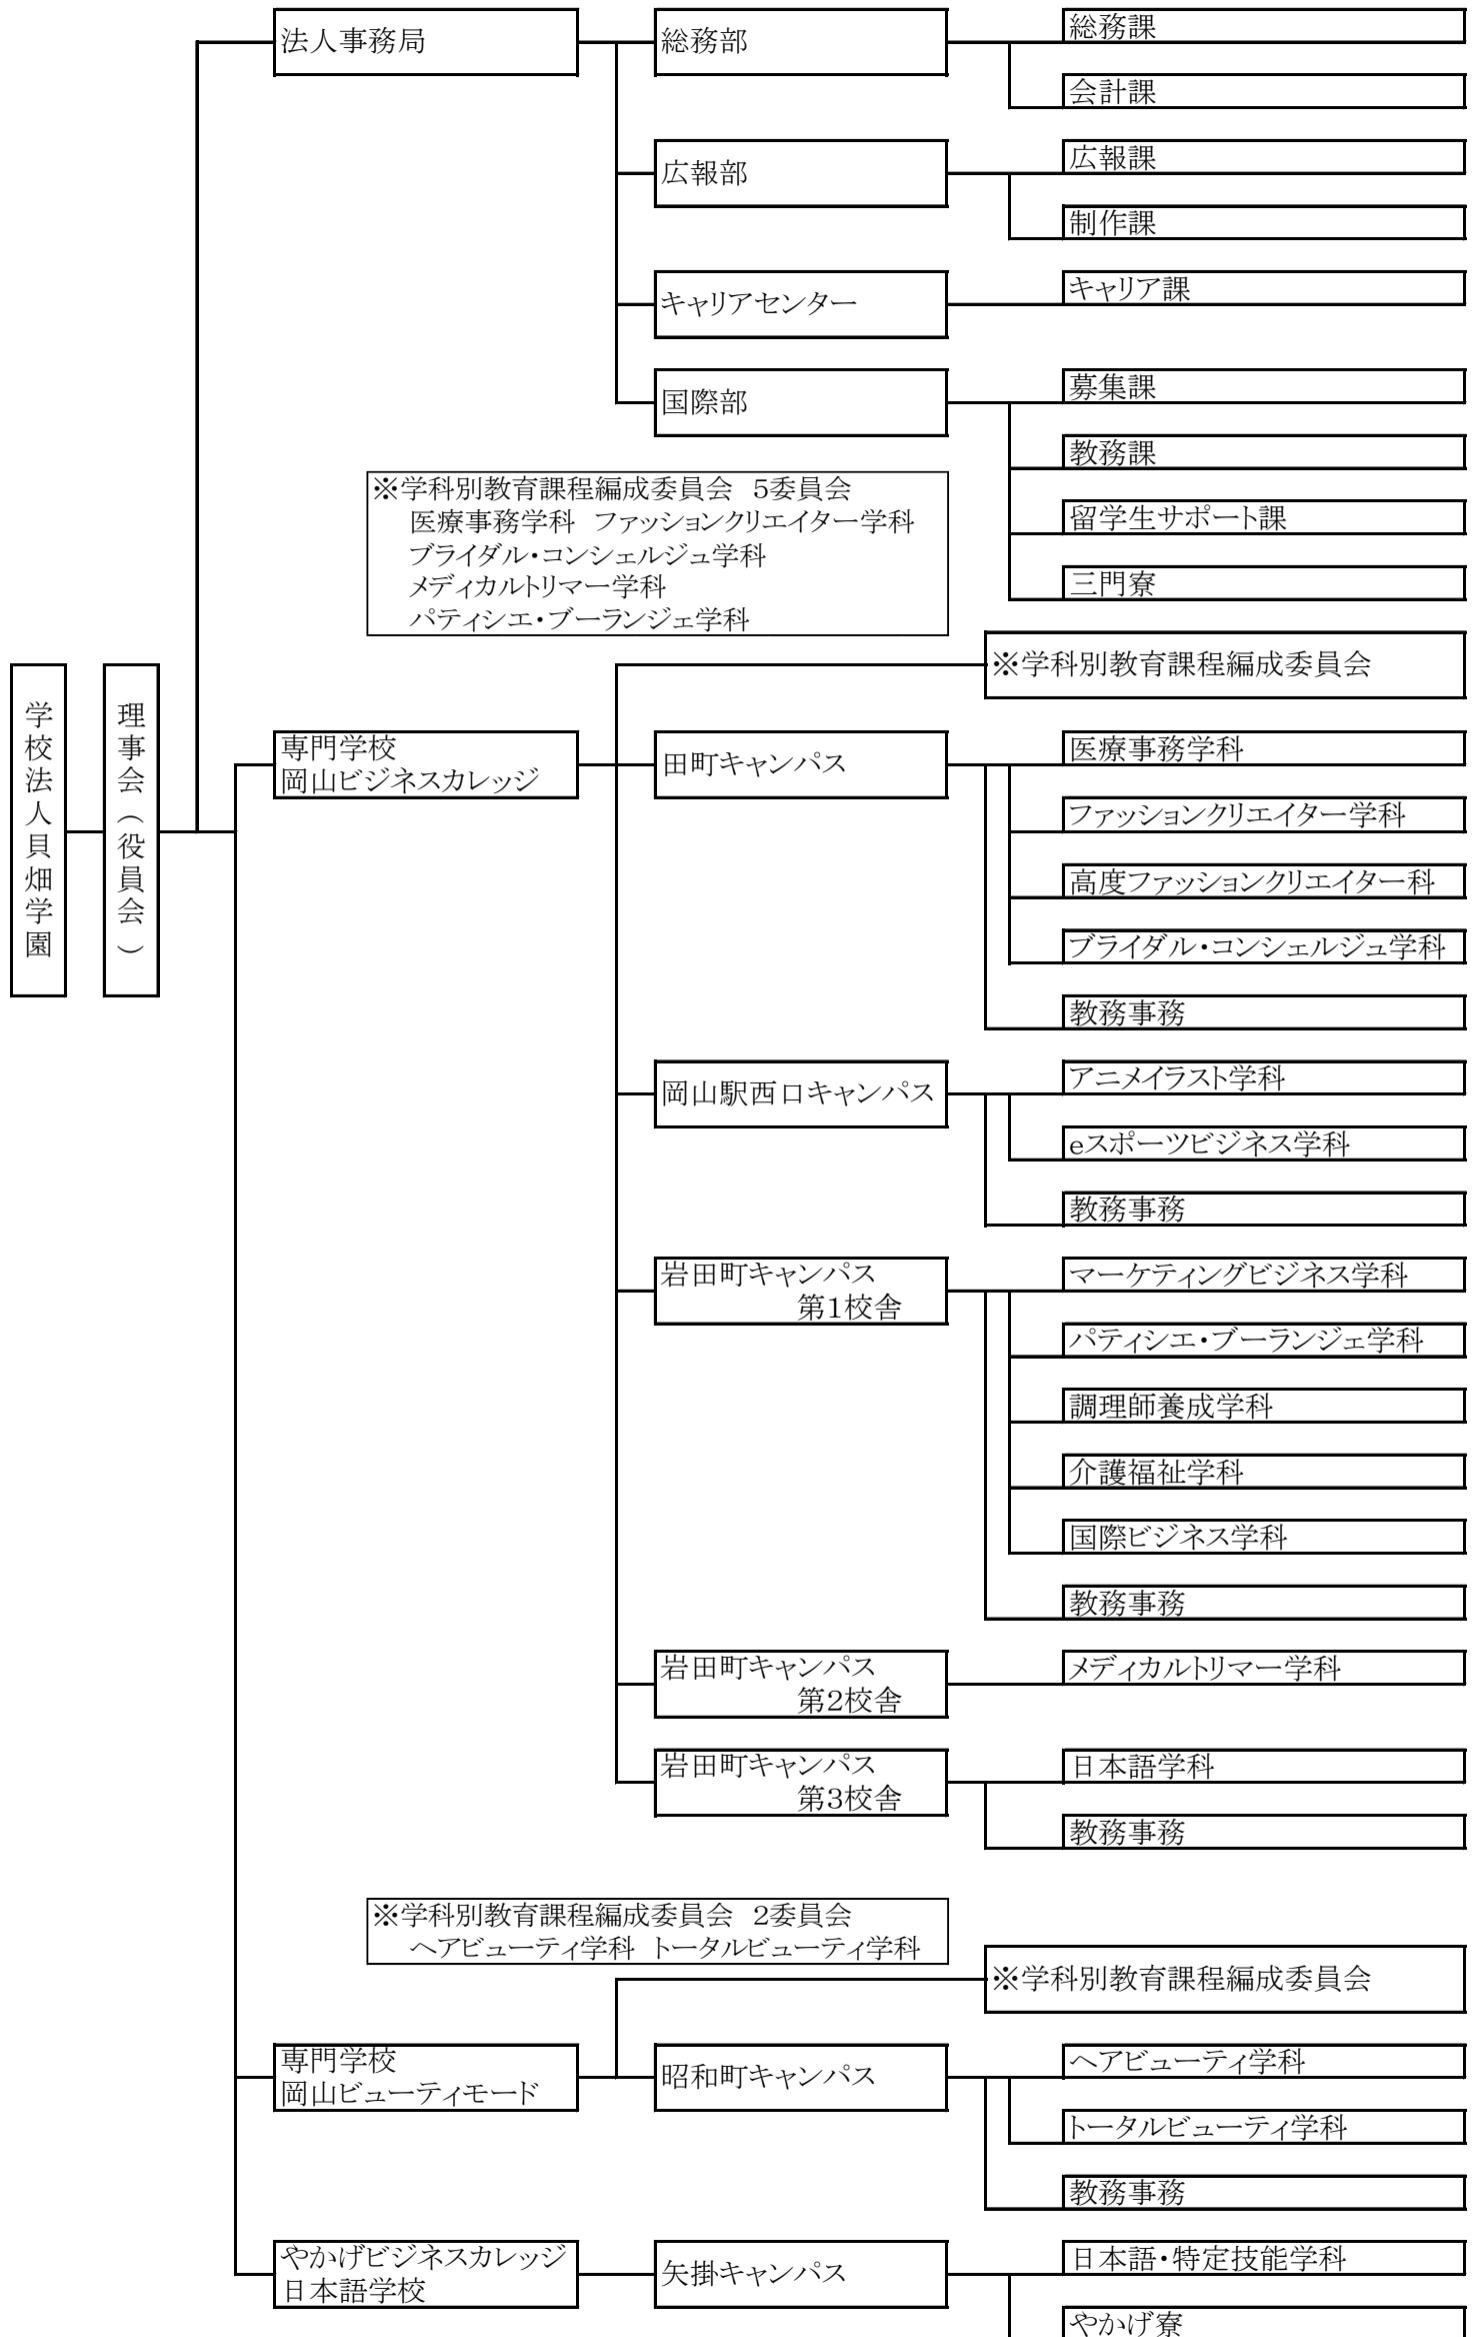 学校法人貝畑学園
理事会（役員会）
法人事務局
総務部
総務課
会計課
広報部
広報課
制作課
キャリアセンター
キャリア課
国際部
募集課
教務課
留学生サポート課
三門寮
※学科別教育課程編成委員会　5委員会
医療事務学科　ファッションクリエイター学科
ブライダル・コンシェルジュ学科
メディカルトリマー学科
パティシエ・ブーランジェ学科
※学科別教育課程編成委員会
専門学校
岡山ビジネスカレッジ
田町キャンパス
医療事務学科
ファッションクリエイター学科
高度ファッションクリエイター科
ブライダル・コンシェルジュ学科
教務事務
岡山駅西口キャンパス
アニメイラスト学科
eスポーツビジネス学科
教務事務
岩田町キャンパス
第1校舎
マーケティングビジネス学科
パティシエ・ブーランジェ学科
調理師養成学科
介護福祉学科
国際ビジネス学科
教務事務
岩田町キャンパス
第2校舎
メディカルトリマー学科
岩田町キャンパス
第3校舎
日本語学科
教務事務
※学科別教育課程編成委員会　2委員会
ヘアビューティ学科　トータルビューティ学科
※学科別教育課程編成委員会
専門学校
岡山ビューティモード
昭和町キャンパス
ヘアビューティ学科
トータルビューティ学科
教務事務
やかげビジネスカレッジ
日本語学校
矢掛キャンパス
日本語・特定技能学科
やかげ寮